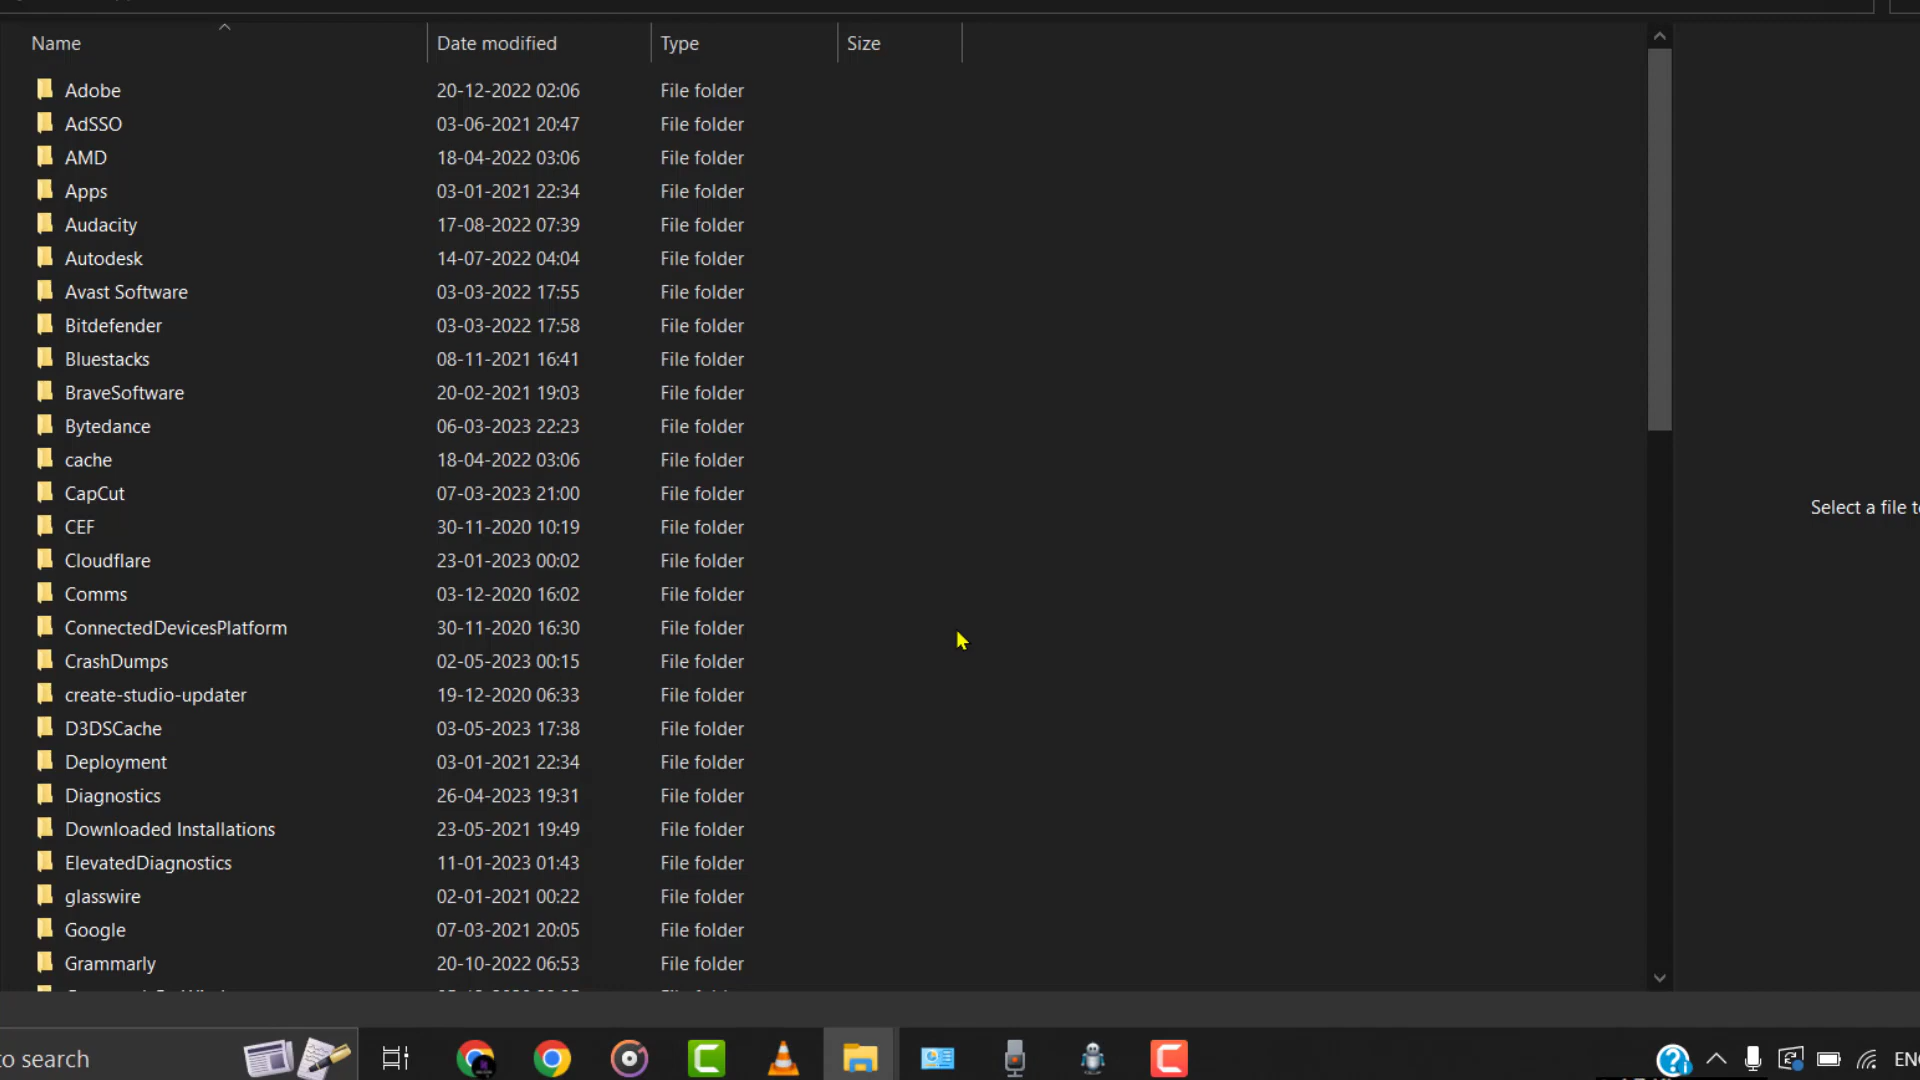 Name Date modified Type Size
Adobe 20-12-2022 02:06 File folder
AdSSO 03-06-2021 20:47 File folder
AMD 18-04-2022 03:06 File folder
Apps 03-01-2021 22:34 File folder
Audacity 17-08-2022 07:39 File folder
Autodesk 14-07-2022 04:04 File folder
Avast Software 03-03-2022 17:55 File folder
Bitdefender 03-03-2022 17:58 File folder
Bluestacks 08-11-2021 16:41 File folder
BraveSoftware 20-02-2021 19:03 File folder
Bytedance 06-03-2023 22:23 File folder
cache 18-04-2022 03:06 File folder
CapCut 07-03-2023 21:00 File folder
Select a file t
CEF 30-11-2020 10:19 File folder
Cloudflare 23-01-2023 00:02 File folder
Comms 03-12-2020 16:02 File folder
ConnectedDevicesPlatform 30-11-2020 16:30 File folder
CrashDumps 02-05-2023 00:15 File folder
create-studio-updater 19-12-2020 06:33 File folder
D3DSCache 03-05-2023 17:38 File folder
Deployment 03-01-2021 22:34 File folder
Diagnostics 26-04-2023 19:31 File folder
Downloaded Installations 23-05-2021 19:49 File folder
ElevatedDiagnostics 11-01-2023 01:43 File folder
glasswire 02-01-2021 00:22 File folder
Google 07-03-2021 20:05 File folder
Grammarly 20-10-2022 06:53 File folder
to search
ENG